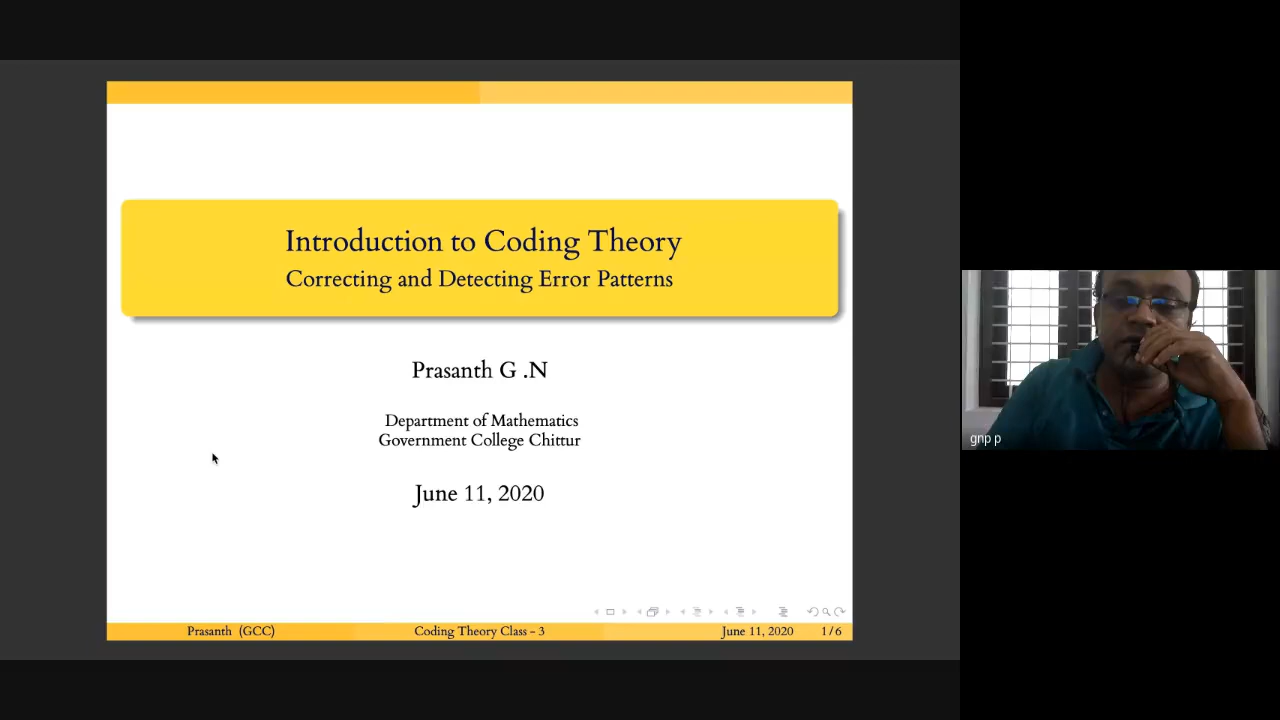 Introduction to Coding Theory
Correcting and Detecting Error Patterns
Prasanth G .N
Department of Mathematics
Government College Chittur
June 11, 2020
Prasanth (GCC) Coding Theory Class - 3 June 11, 2020 1 / 6
gnp p